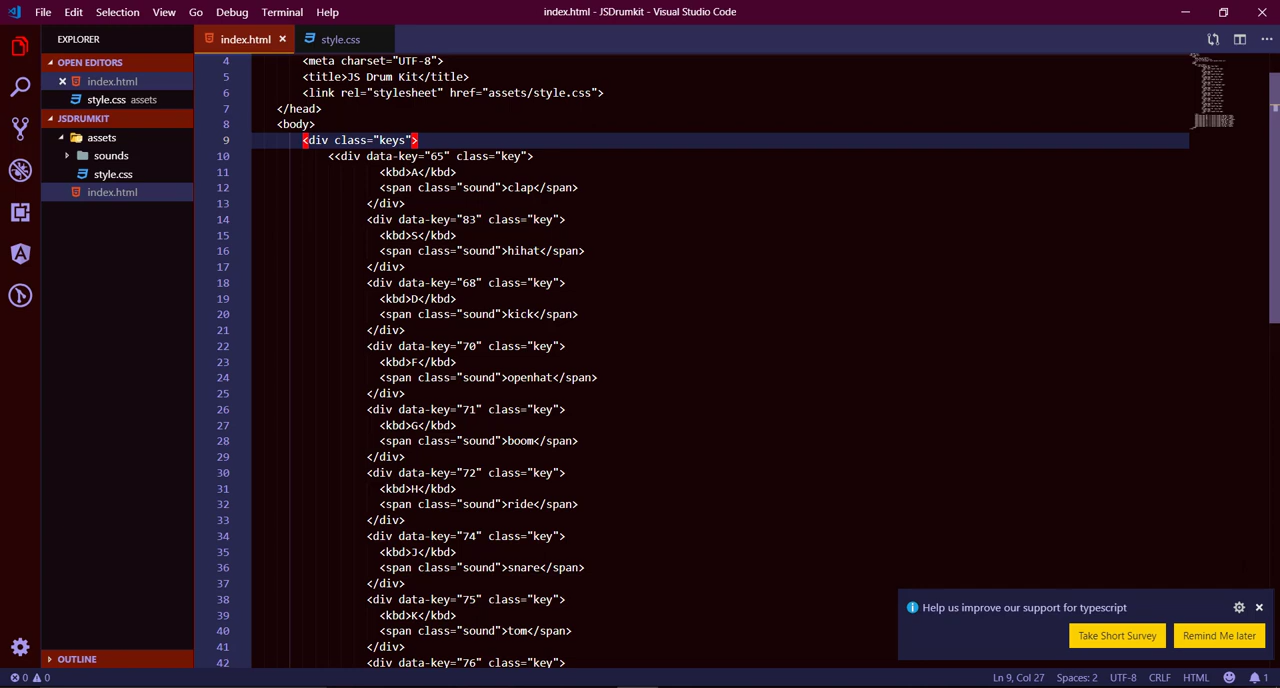 File Edit Selection View Go Debug Terminal Help
index.html - JSDrumkit - Visual Studio Code
EXPLORER
OPEN EDITORS
index.html
style.css assets
JSDRUMKIT
assets
sounds
style.css
index.html
OUTLINE
index.html
style.css
4 <meta charset="UTF-8">
5 <title>JS Drum Kit</title>
6 <link rel="stylesheet" href="assets/style.css">
7 </head>
8 <body>
9 <div class="keys">
10 <<div data-key="65" class="key">
11 <kbd>A</kbd>
12 <span class="sound">clap</span>
13 </div>
14 <div data-key="83" class="key">
15 <kbd>S</kbd>
16 <span class="sound">hihat</span>
17 </div>
18 <div data-key="68" class="key">
19 <kbd>D</kbd>
20 <span class="sound">kick</span>
21 </div>
22 <div data-key="70" class="key">
23 <kbd>F</kbd>
24 <span class="sound">openhat</span>
25 </div>
26 <div data-key="71" class="key">
27 <kbd>G</kbd>
28 <span class="sound">boom</span>
29 </div>
30 <div data-key="72" class="key">
31 <kbd>H</kbd>
32 <span class="sound">ride</span>
33 </div>
34 <div data-key="74" class="key">
35 <kbd>J</kbd>
36 <span class="sound">snare</span>
37 </div>
38 <div data-key="75" class="key">
39 <kbd>K</kbd>
40 <span class="sound">tom</span>
41 </div>
42 <div data-key="76" class="key">
Help us improve our support for typescript
Take Short Survey Remind Me later
0 0 Ln 9, Col 27 Spaces: 2 UTF-8 CRLF HTML 1